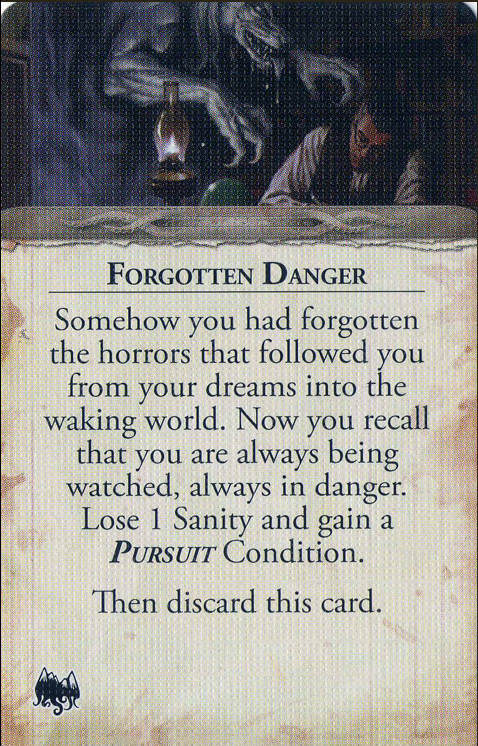 Forgotten Danger
Somehow you had forgotten
the horrors that followed you
from your dreams into the
waking world. Now you recall
that you are always being
watched, always in danger.
Lose 1 Sanity and gain a
Pursuit Condition.
Then discard this card.